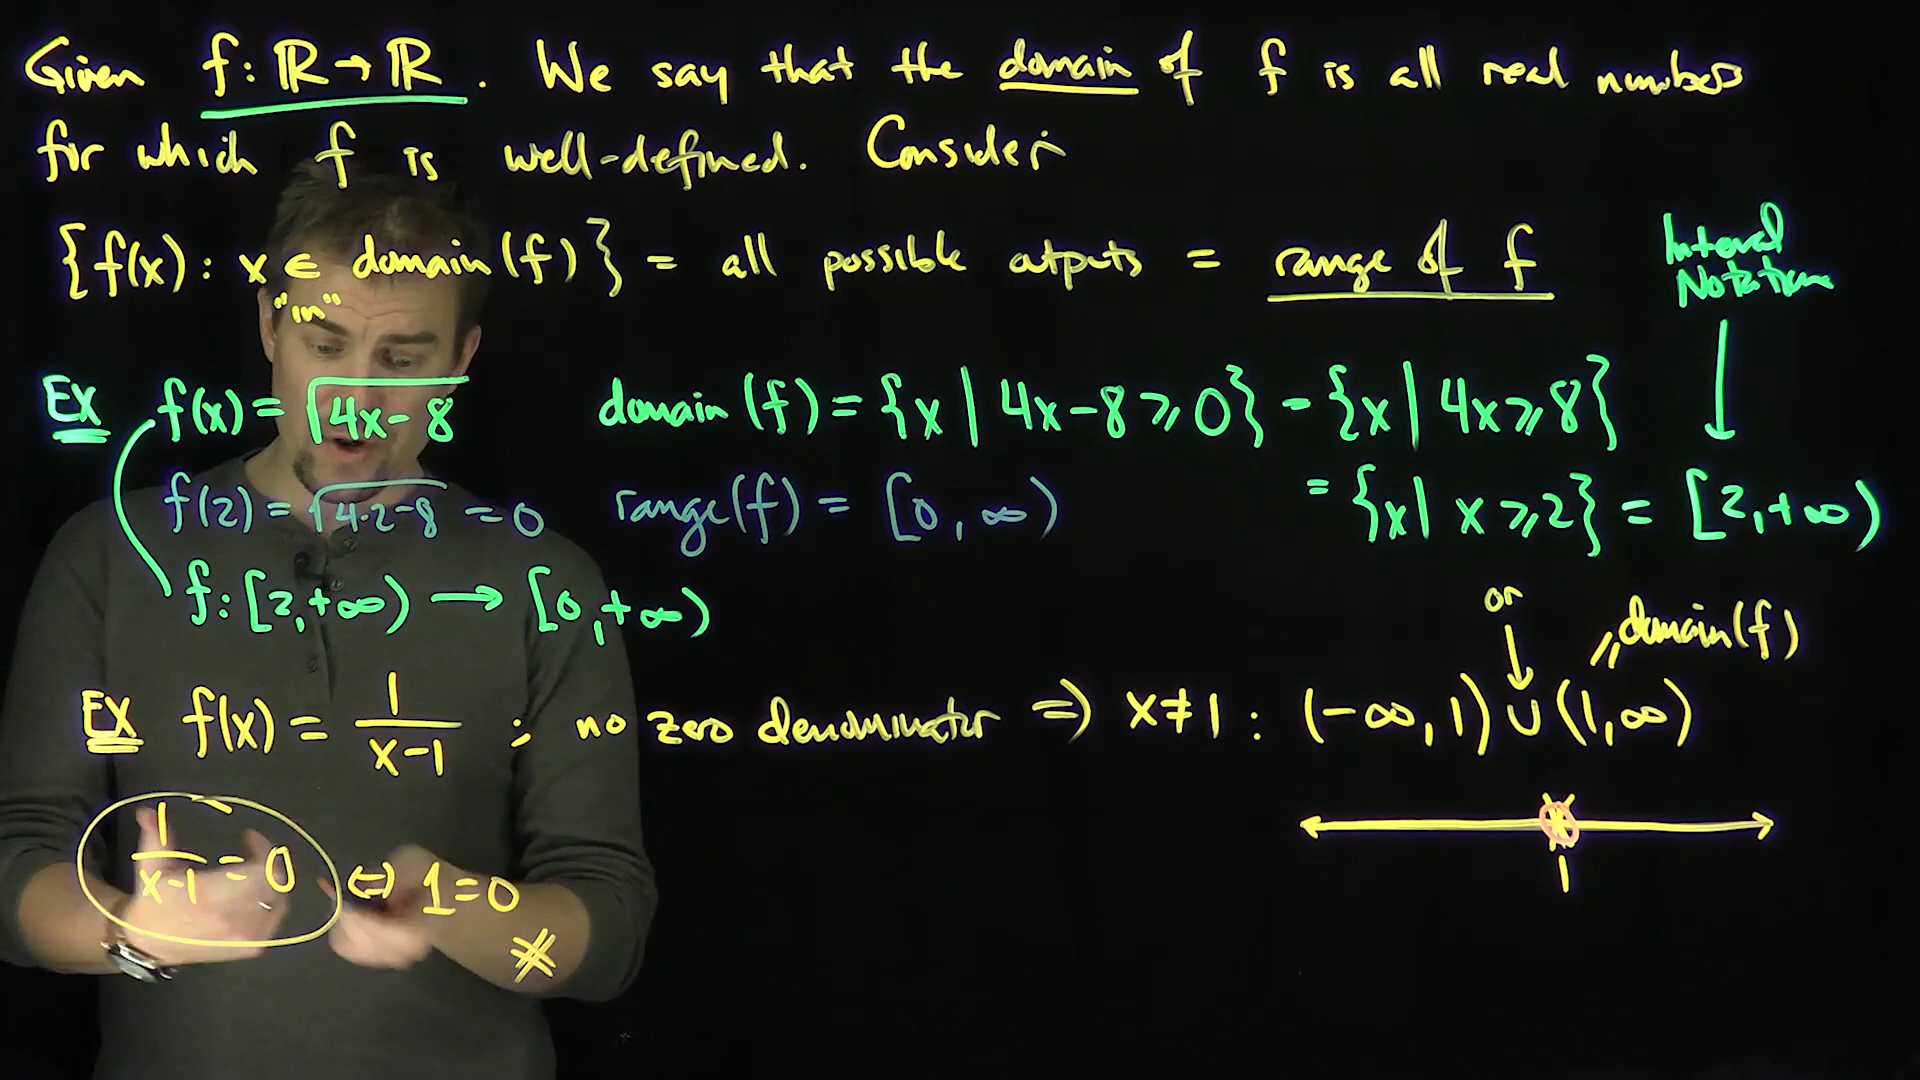 Given f: ℝ → ℝ. We say that the domain of f is all real numbers
for which f is well-defined. Consider
{f(x) : x ∈ domain(f)} = all possible outputs = range of f
"in"
Interval
Notation
EX f(x) = √(4x-8) domain(f) = {x | 4x-8 ≥ 0} = {x | 4x ≥ 8}
f(2) = √(4·2-8) = 0 range(f) = [0, ∞) = {x | x ≥ 2} = [2, +∞)
f: [2, +∞) → [0, +∞)
or
= domain(f)
EX f(x) = 1/(x-1) ; no zero denominator ⇒ x ≠ 1 : (-∞, 1) ∪ (1, ∞)
1/(x-1) = 0 ⇔ 1 = 0
1